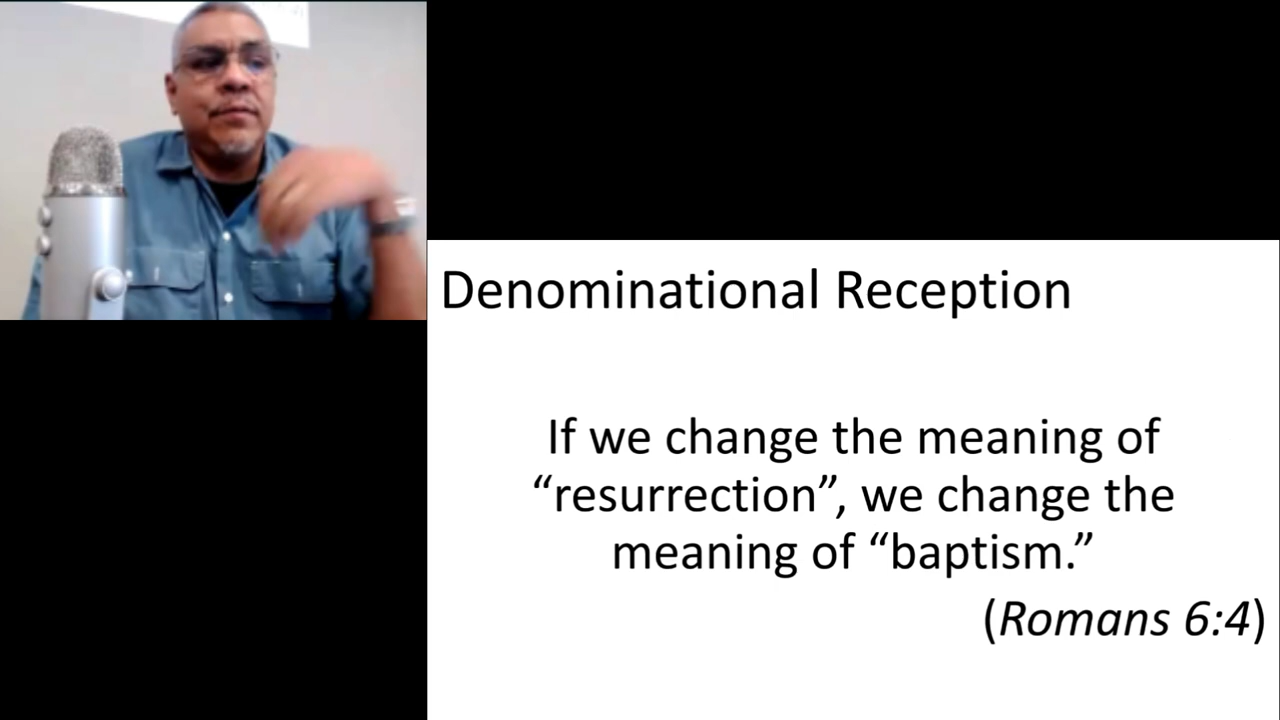 Denominational Reception
If we change the meaning of
“resurrection”, we change the
meaning of “baptism.”
(Romans 6:4)